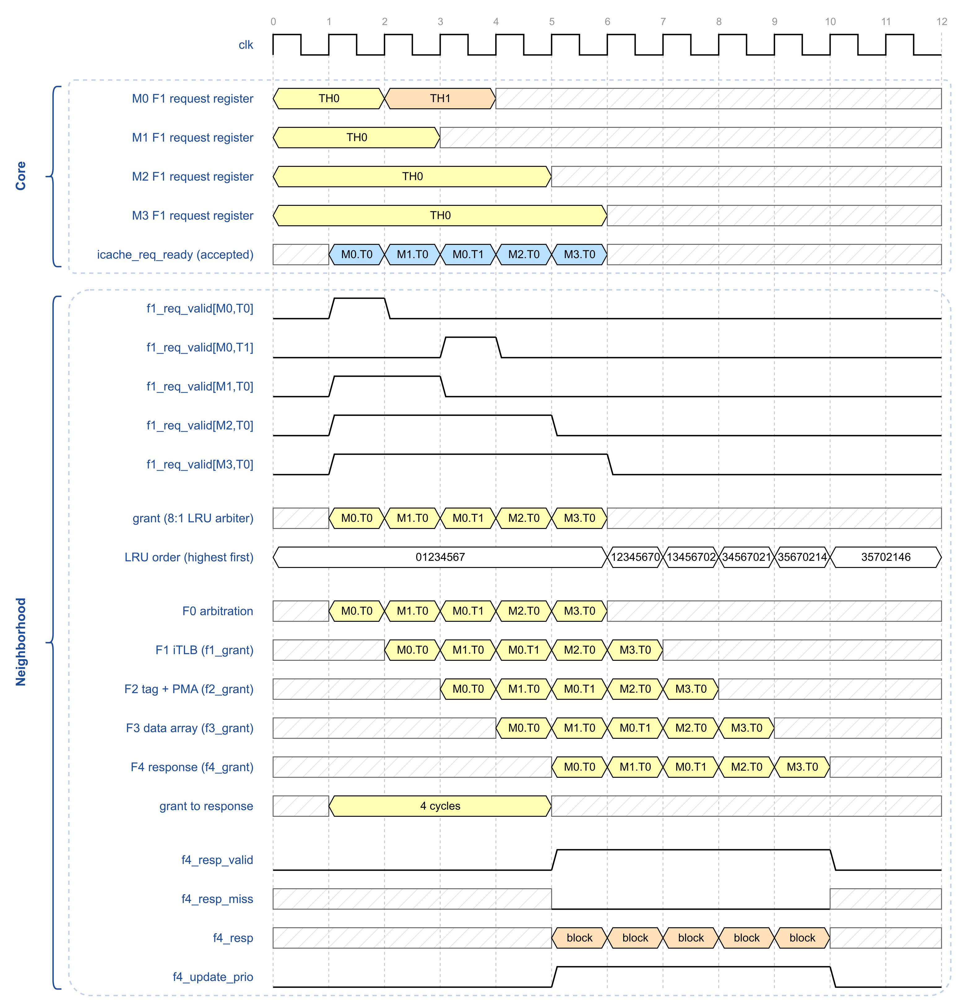 0 1 2 3 4 5 6 7 8 9 10 11 12
clk
Core
M0 F1 request register TH0 TH1
M1 F1 request register TH0
M2 F1 request register TH0
M3 F1 request register TH0
icache_req_ready (accepted) M0.T0 M1.T0 M0.T1 M2.T0 M3.T0
Neighborhood
f1_req_valid[M0,T0]
f1_req_valid[M0,T1]
f1_req_valid[M1,T0]
f1_req_valid[M2,T0]
f1_req_valid[M3,T0]
grant (8:1 LRU arbiter) M0.T0 M1.T0 M0.T1 M2.T0 M3.T0
LRU order (highest first) 01234567 12345670 13456702 34567021 35670214 35702146
F0 arbitration M0.T0 M1.T0 M0.T1 M2.T0 M3.T0
F1 iTLB (f1_grant) M0.T0 M1.T0 M0.T1 M2.T0 M3.T0
F2 tag + PMA (f2_grant) M0.T0 M1.T0 M0.T1 M2.T0 M3.T0
F3 data array (f3_grant) M0.T0 M1.T0 M0.T1 M2.T0 M3.T0
F4 response (f4_grant) M0.T0 M1.T0 M0.T1 M2.T0 M3.T0
grant to response 4 cycles
f4_resp_valid
f4_resp_miss
f4_resp block block block block block
f4_update_prio